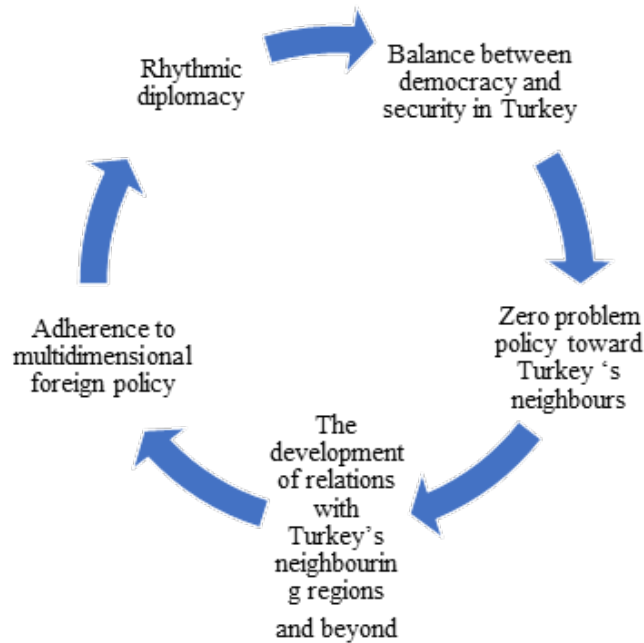 Rhythmic
diplomacy
Balance between
democracy and
security in Turkey
Zero problem
policy toward
Turkey ‘s
neighbours
The
development
of relations
with
Turkey’s
neighbourin
g regions
and beyond
Adherence to
multidimensional
foreign policy